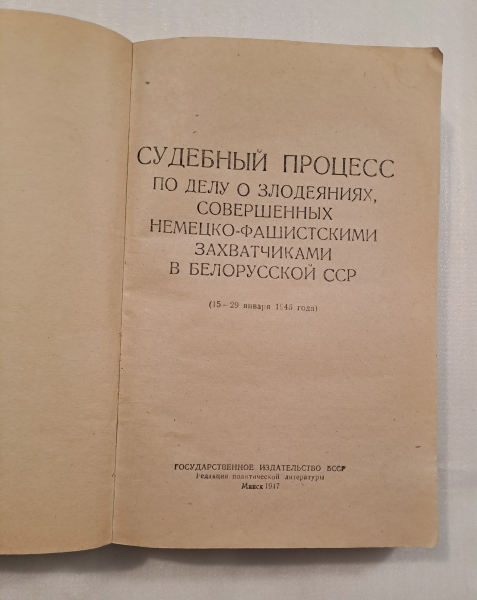 СУДЕБНЫЙ ПРОЦЕСС
ПО ДЕЛУ О ЗЛОДЕЯНИЯХ,
СОВЕРШЕННЫХ
НЕМЕЦКО-ФАШИСТСКИМИ
ЗАХВАТЧИКАМИ
В БЕЛОРУССКОЙ ССР
(15—29 января 1946 года)
ГОСУДАРСТВЕННОЕ ИЗДАТЕЛЬСТВО БССР
Редакция политической литературы
Минск 1947